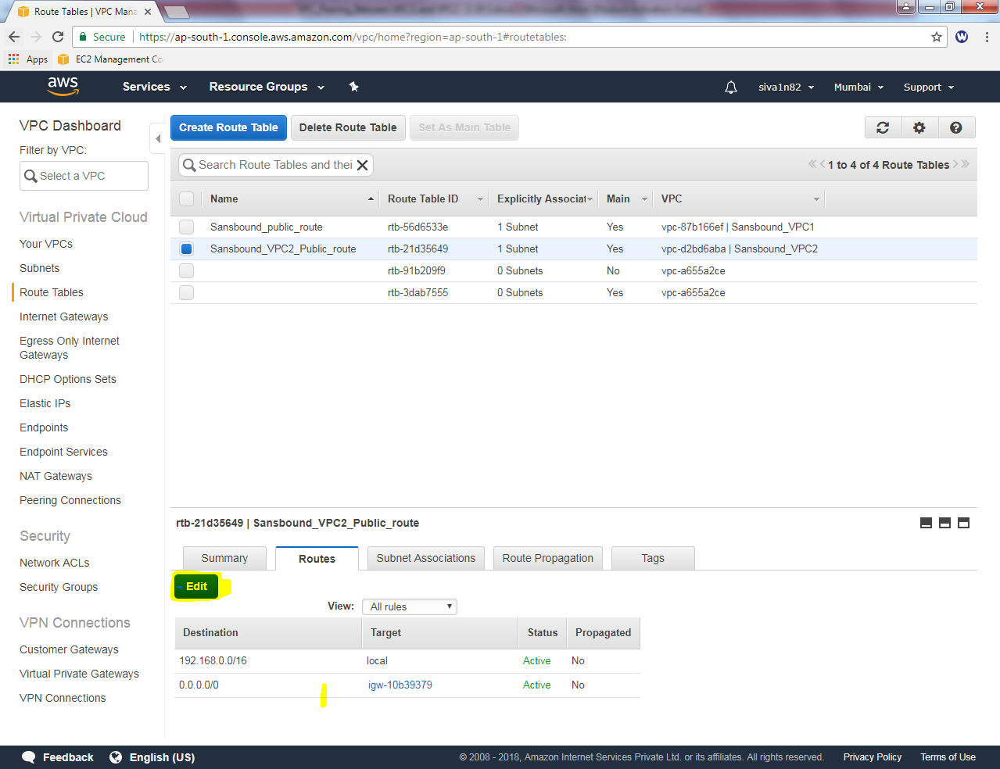 Route Tables | VPC Mana
Secure
https://ap-south-1.console.aws.amazon.com/vpc/home?region=ap-south-1#routetables:
W
Apps
EC2 Management Co
aws
Services
Resource Groups
siva1n82
Mumbai
Support
VPC Dashboard
Filter by VPC:
Select a VPC
Virtual Private Cloud
Your VPCs
Subnets
Route Tables
Internet Gateways
Egress Only Internet
Gateways
DHCP Options Sets
Elastic IPs
Endpoints
Endpoint Services
NAT Gateways
Peering Connections
Security
Network ACLs
Security Groups
VPN Connections
Customer Gateways
Virtual Private Gateways
VPN Connections
Create Route Table
Delete Route Table
Set As Main Table
Search Route Tables and thei
1 to 4 of 4 Route Tables
Name Route Table ID Explicitly Associat Main VPC
Sansbound_public_route rtb-56d6533e 1 Subnet Yes vpc-87b166ef | Sansbound_VPC1
Sansbound_VPC2_Public_route rtb-21d35649 1 Subnet Yes vpc-d2bd6aba | Sansbound_VPC2
rtb-91b209f9 0 Subnets No vpc-a655a2ce
rtb-3dab7555 0 Subnets Yes vpc-a655a2ce
rtb-21d35649 | Sansbound_VPC2_Public_route
Summary
Routes
Subnet Associations
Route Propagation
Tags
Edit
View: All rules
Destination Target Status Propagated
192.168.0.0/16 local Active No
0.0.0.0/0 igw-10b39379 Active No
Feedback
English (US)
© 2008 - 2018, Amazon Internet Services Private Ltd. or its affiliates. All rights reserved.
Privacy Policy
Terms of Use